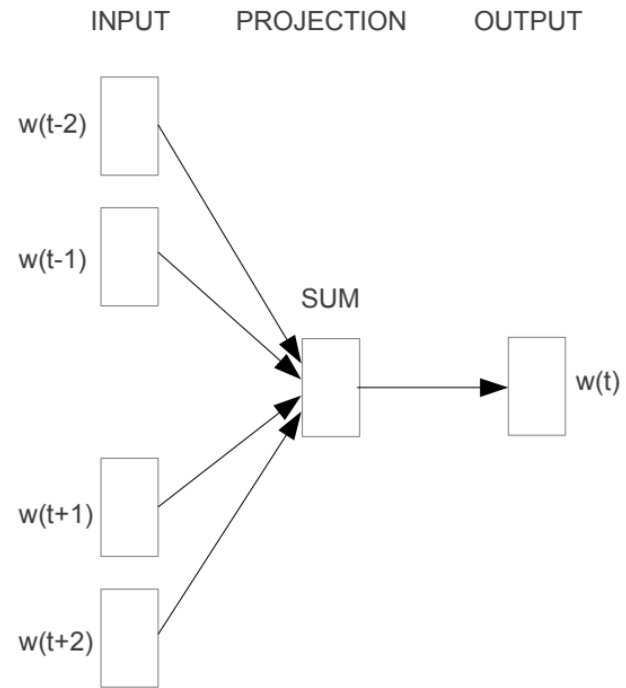 INPUT PROJECTION OUTPUT
w(t-2)
w(t-1)
SUM
w(t)
w(t+1)
w(t+2)